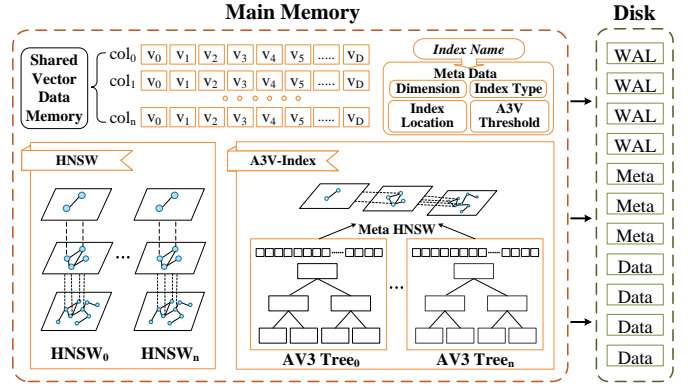 Main Memory
Disk
Shared
Vector
Data
Memory
col0 v0 v1 v2 v3 v4 v5 ..... vD
col1 v0 v1 v2 v3 v4 v5 ..... vD
coln v0 v1 v2 v3 v4 v5 ..... vD
Index Name
Meta Data
Dimension
Index Type
Index
Location
A3V
Threshold
HNSW
...
HNSW0
HNSWn
A3V-Index
Meta HNSW
......
......
...
AV3 Tree0
AV3 Treen
WAL
WAL
WAL
WAL
Meta
Meta
Meta
Data
Data
Data
Data